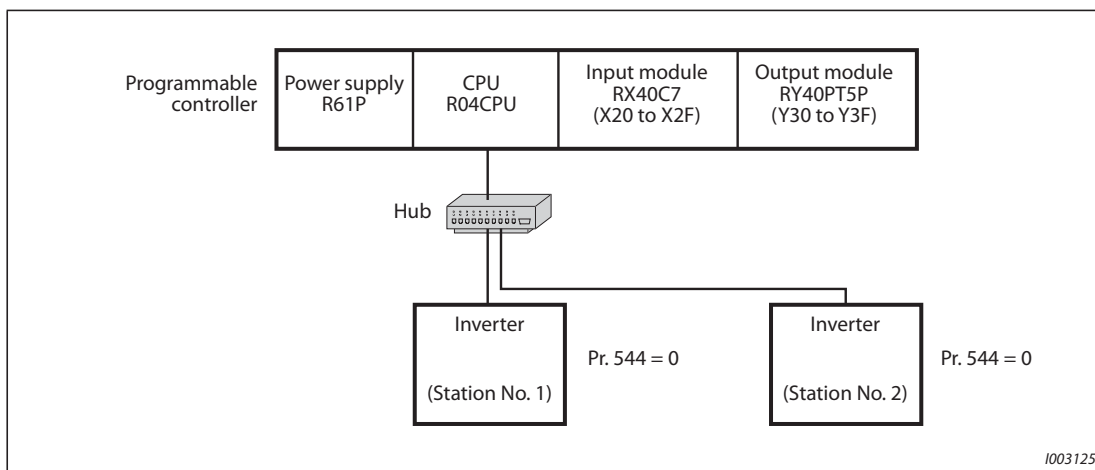 Programmable
controller
Power supply
R61P
CPU
R04CPU
Input module
RX40C7
(X20 to X2F)
Output module
RY40PT5P
(Y30 to Y3F)
Hub
Inverter
(Station No. 1)
Pr. 544 = 0
Inverter
(Station No. 2)
Pr. 544 = 0
I003125